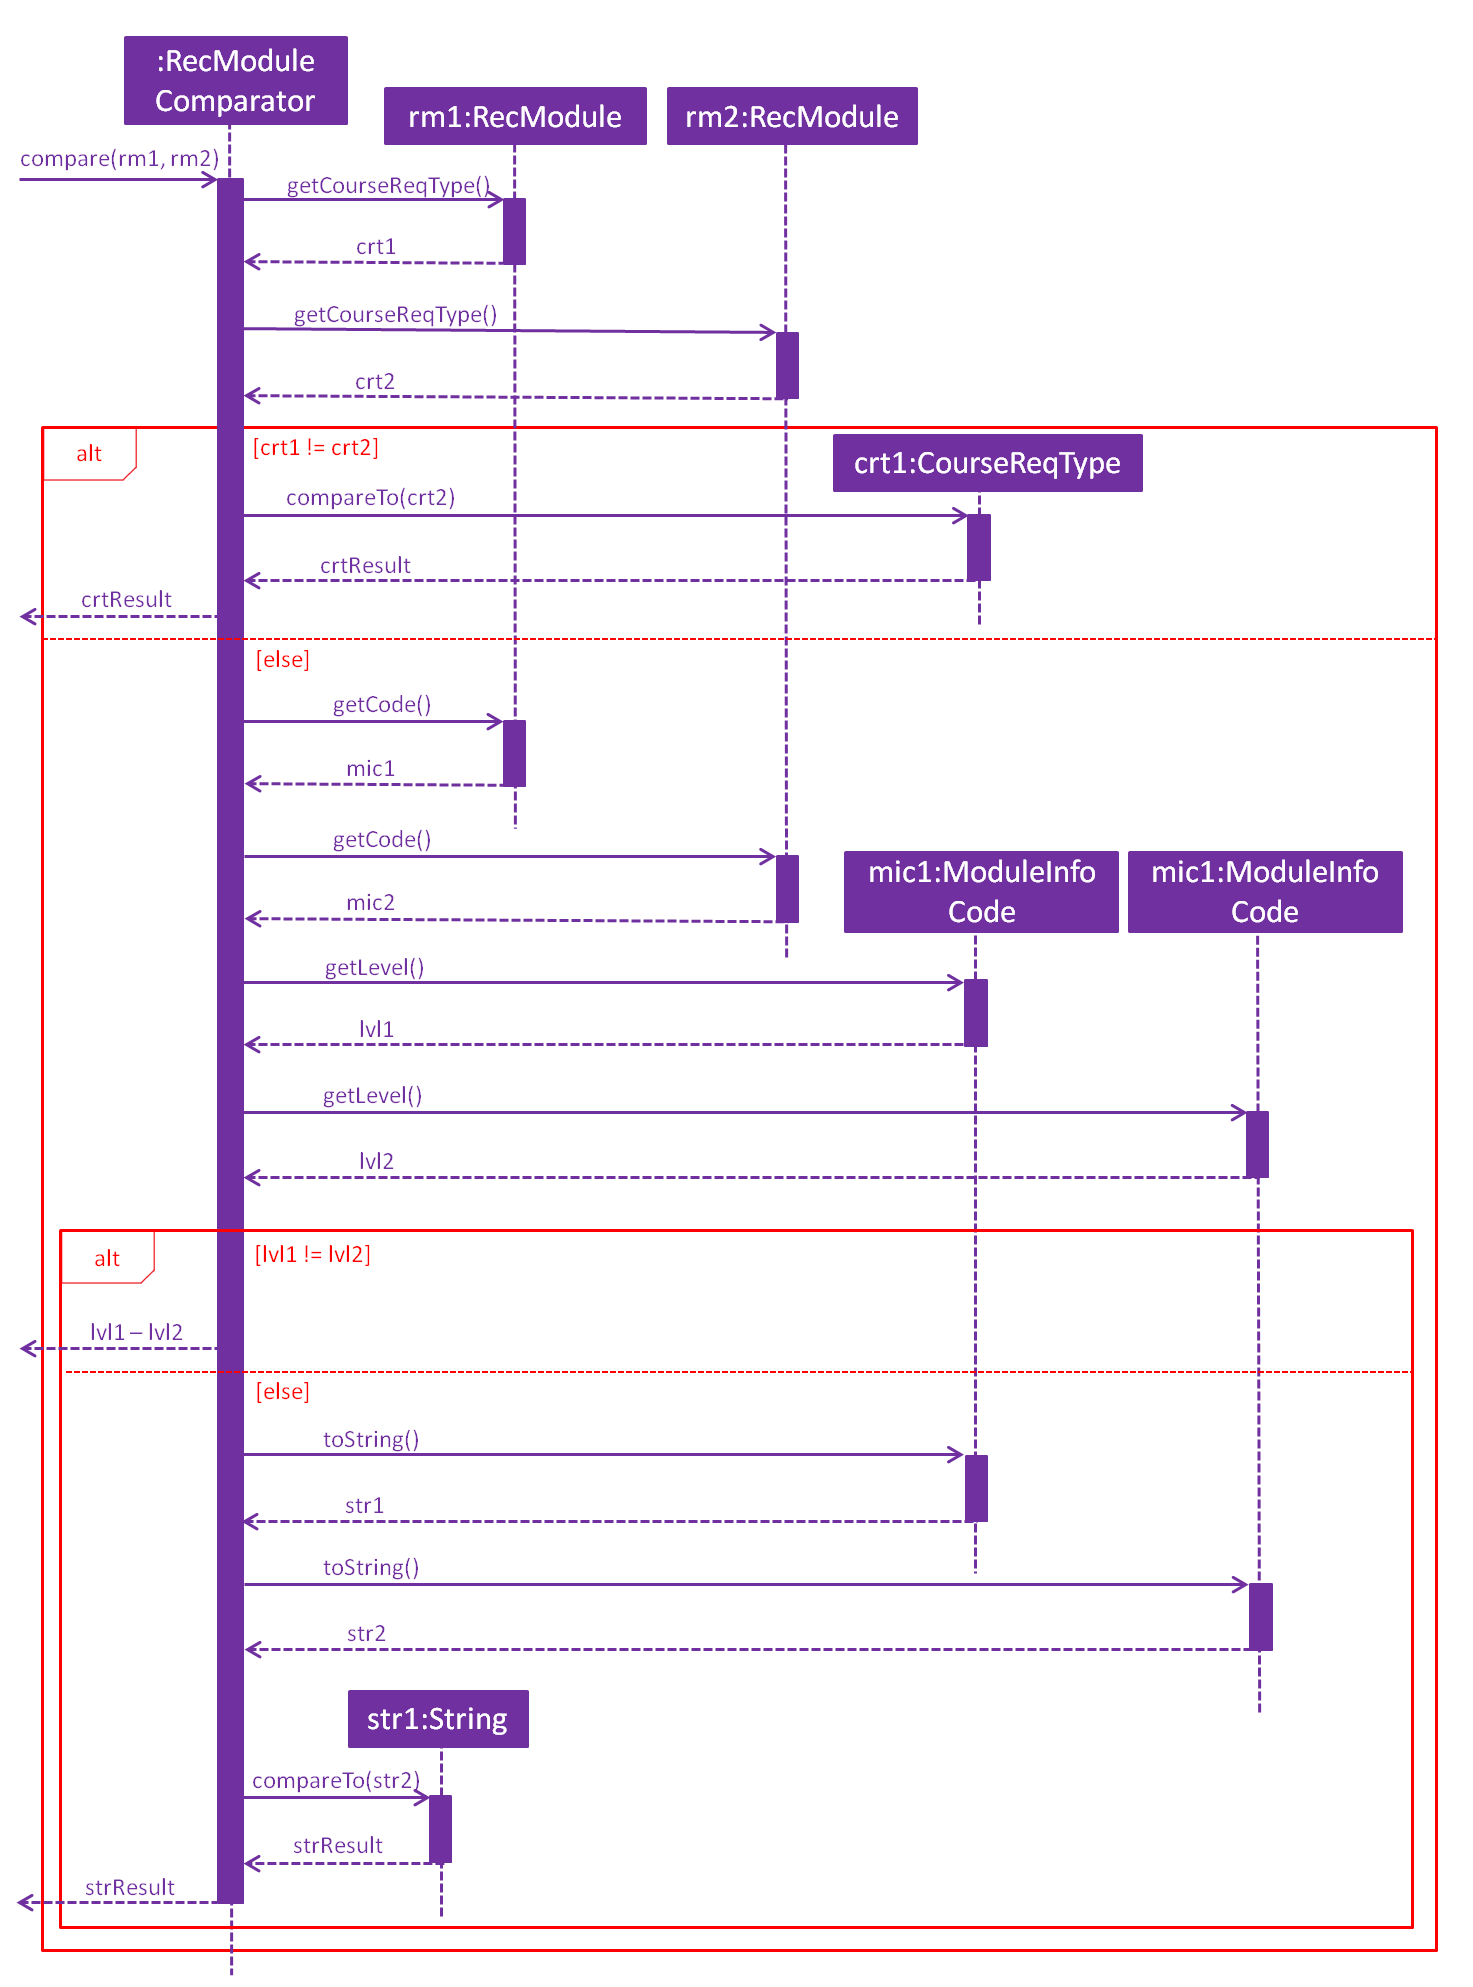 :RecModule
Comparator
rm1:RecModule
rm2:RecModule
compare(rm1, rm2)
getCourseReqType()
crt1
getCourseReqType()
crt2
alt
[crt1 != crt2]
crt1:CourseReqType
compareTo(crt2)
crtResult
crtResult
[else]
getCode()
mic1
getCode()
mic2
mic1:ModuleInfo
Code
mic1:ModuleInfo
Code
getLevel()
lvl1
getLevel()
lvl2
alt
[lvl1 != lvl2]
lvl1 – lvl2
[else]
toString()
str1
toString()
str2
str1:String
compareTo(str2)
strResult
strResult